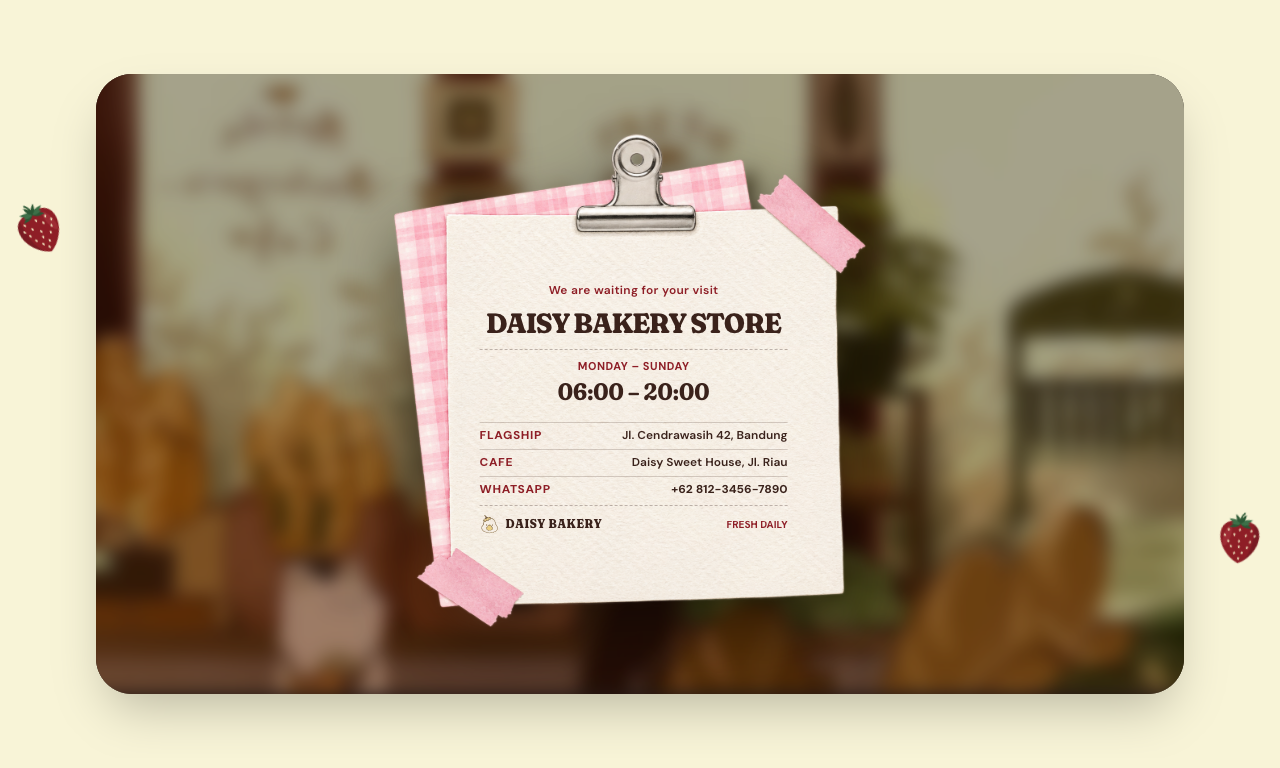 We are waiting for your visit
DAISY BAKERY STORE
MONDAY – SUNDAY
06:00 – 20:00
FLAGSHIP Jl. Cendrawasih 42, Bandung
CAFE Daisy Sweet House, Jl. Riau
WHATSAPP +62 812-3456-7890
DAISY BAKERY FRESH DAILY